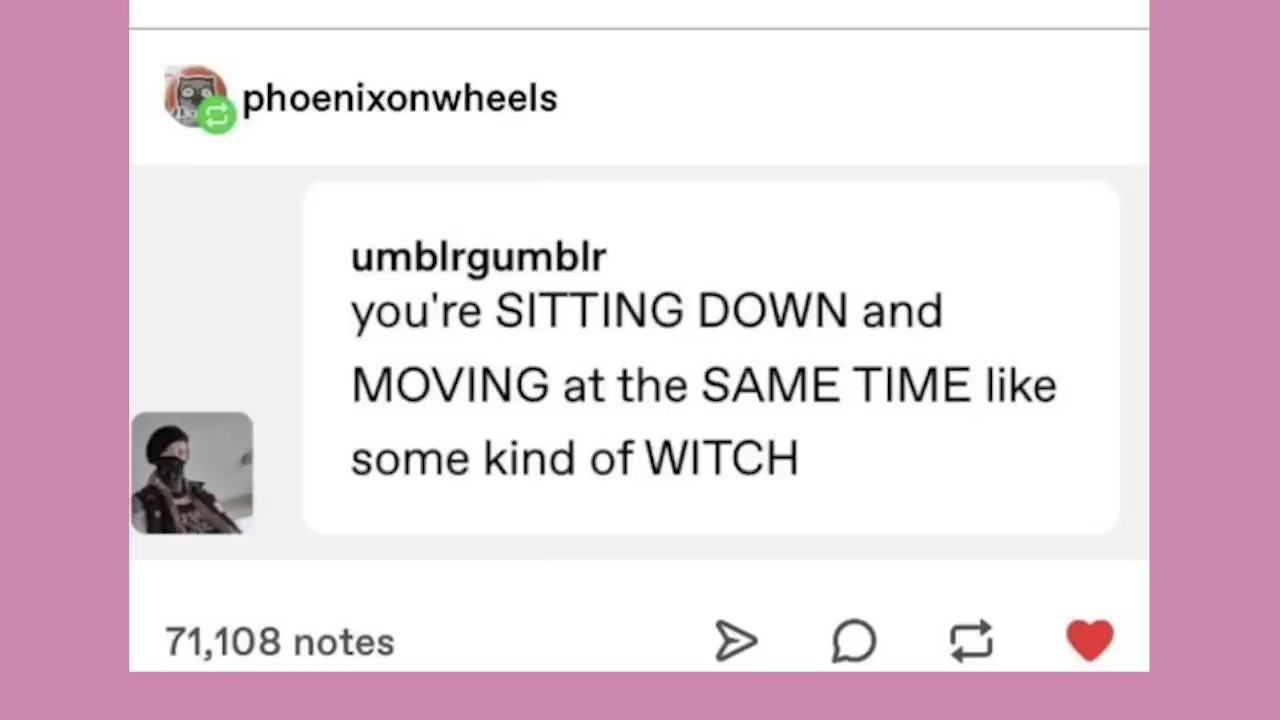 phoenixonwheels
umblrgumblr
you're SITTING DOWN and
MOVING at the SAME TIME like
some kind of WITCH
71,108 notes